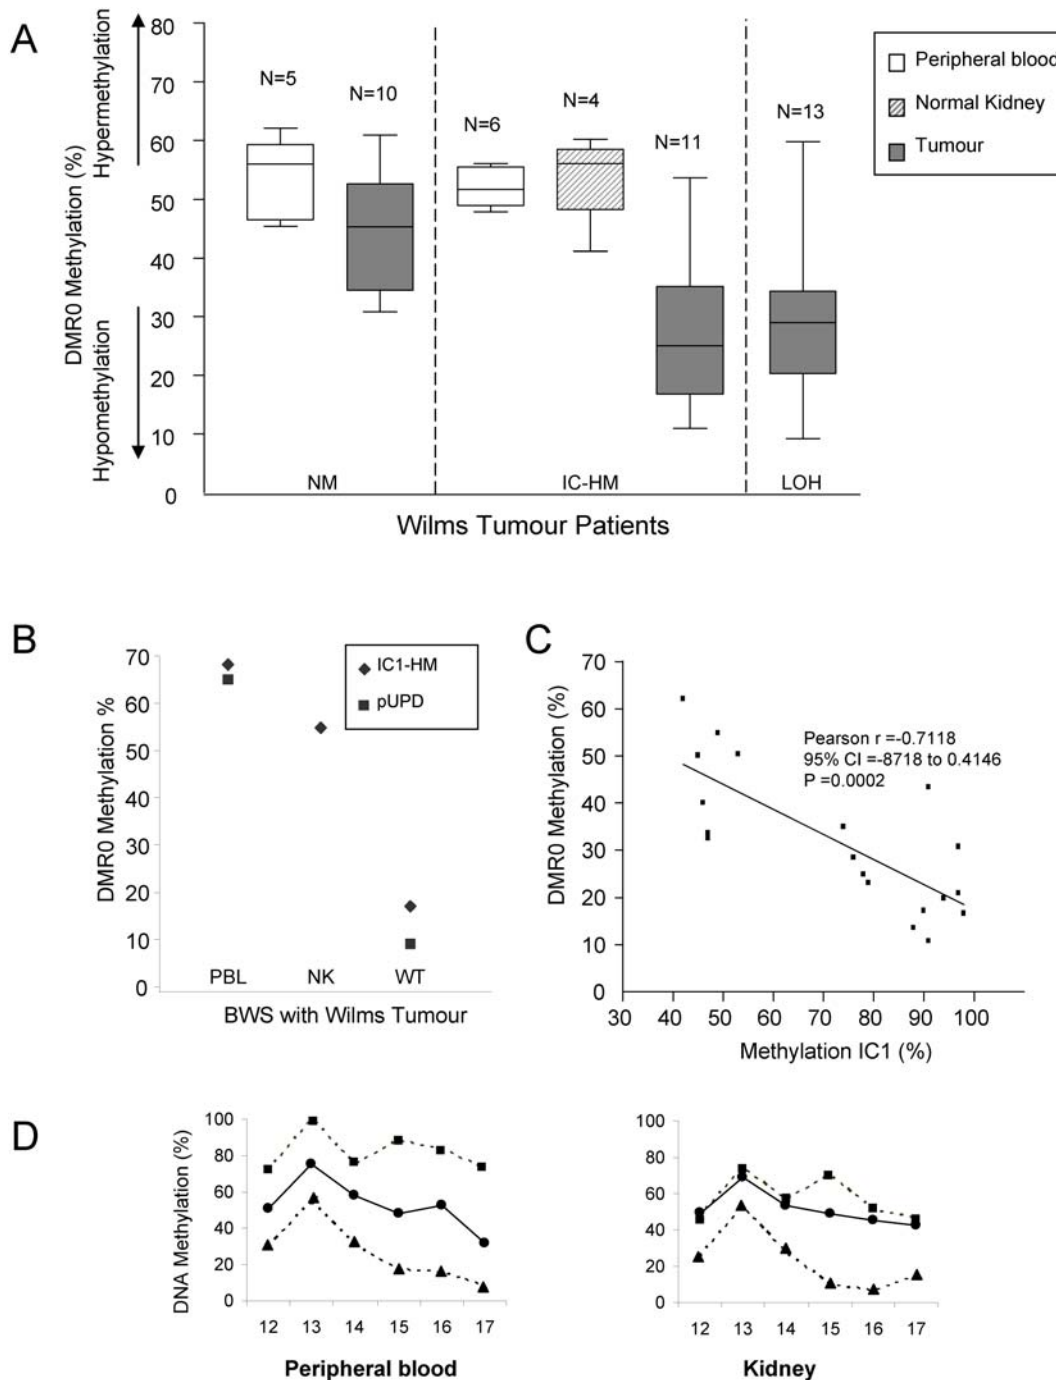 A
Hypermethylation
DMR0 Methylation (%)
Hypomethylation
80
70
60
50
40
30
20
10
0
N=5
N=10
N=6
N=4
N=11
N=13
NM
IC-HM
LOH
Wilms Tumour Patients
Peripheral blood
Normal Kidney
Tumour
B
DMR0 Methylation %
70
60
50
40
30
20
10
0
IC1-HM
pUPD
PBL NK WT
BWS with Wilms Tumour
C
DMR0 Methylation (%)
70
60
50
40
30
20
10
0
Pearson r =-0.7118
95% CI =-8718 to 0.4146
P =0.0002
30 40 50 60 70 80 90 100
Methylation IC1 (%)
D
DNA Methylation (%)
100
80
60
40
20
0
12 13 14 15 16 17
Peripheral blood
100
80
60
40
20
0
12 13 14 15 16 17
Kidney